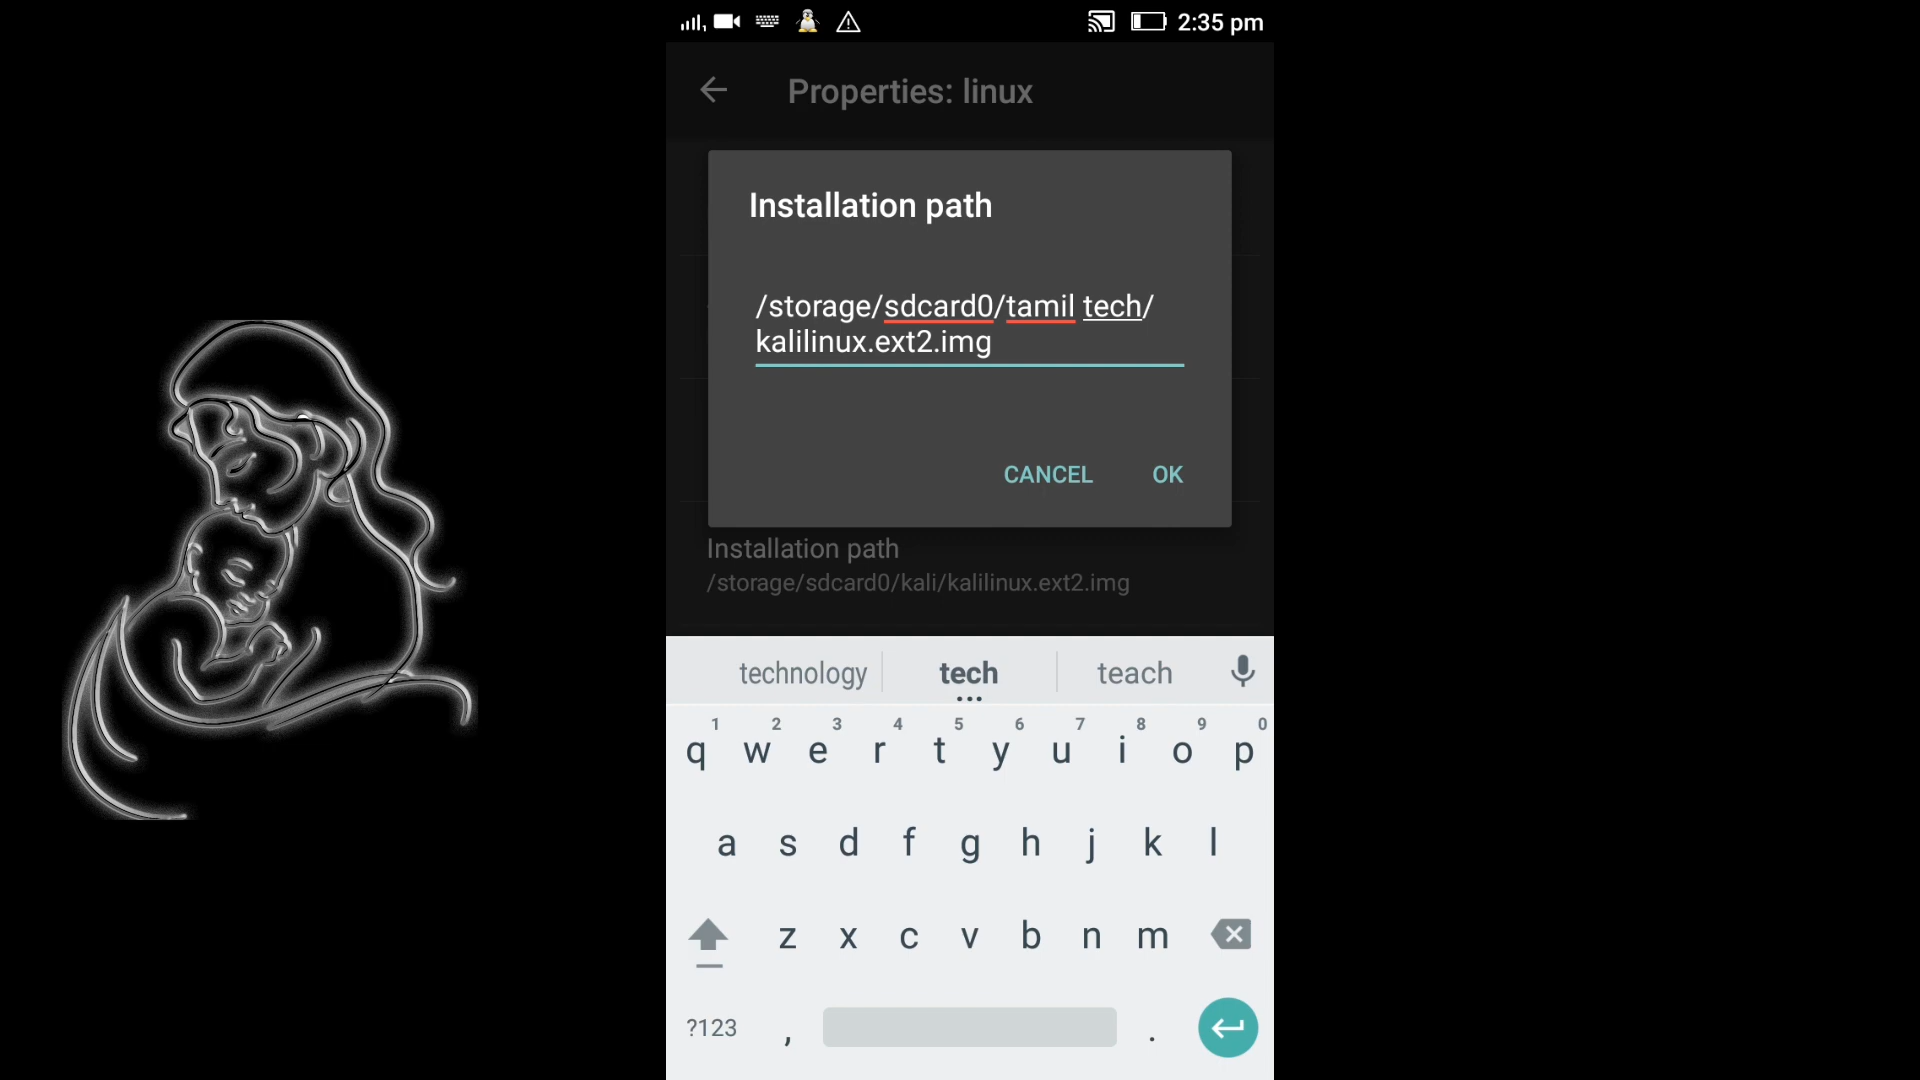 2:35 pm
Properties: linux
Installation path
/storage/sdcard0/tamil tech/
kalilinux.ext2.img
CANCEL OK
Installation path
/storage/sdcard0/kali/kalilinux.ext2.img
technology tech teach
1 2 3 4 5 6 7 8 9 0
q w e r t y u i o p
a s d f g h j k l
z x c v b n m
?123 , .